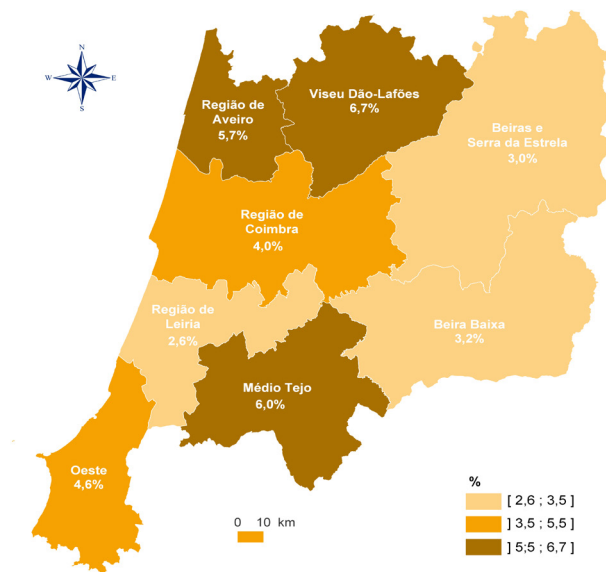 N
W
E
S
Região de
Aveiro
5,7%
Viseu Dão-Lafões
6,7%
Beiras e
Serra da Estrela
3,0%
Região de
Coimbra
4,0%
Região de
Leiria
2,6%
Beira Baixa
3,2%
Médio Tejo
6,0%
Oeste
4,6%
0 10 km
%
[ 2,6 ; 3,5 ]
] 3,5 ; 5,5 ]
] 5;5 ; 6,7 ]